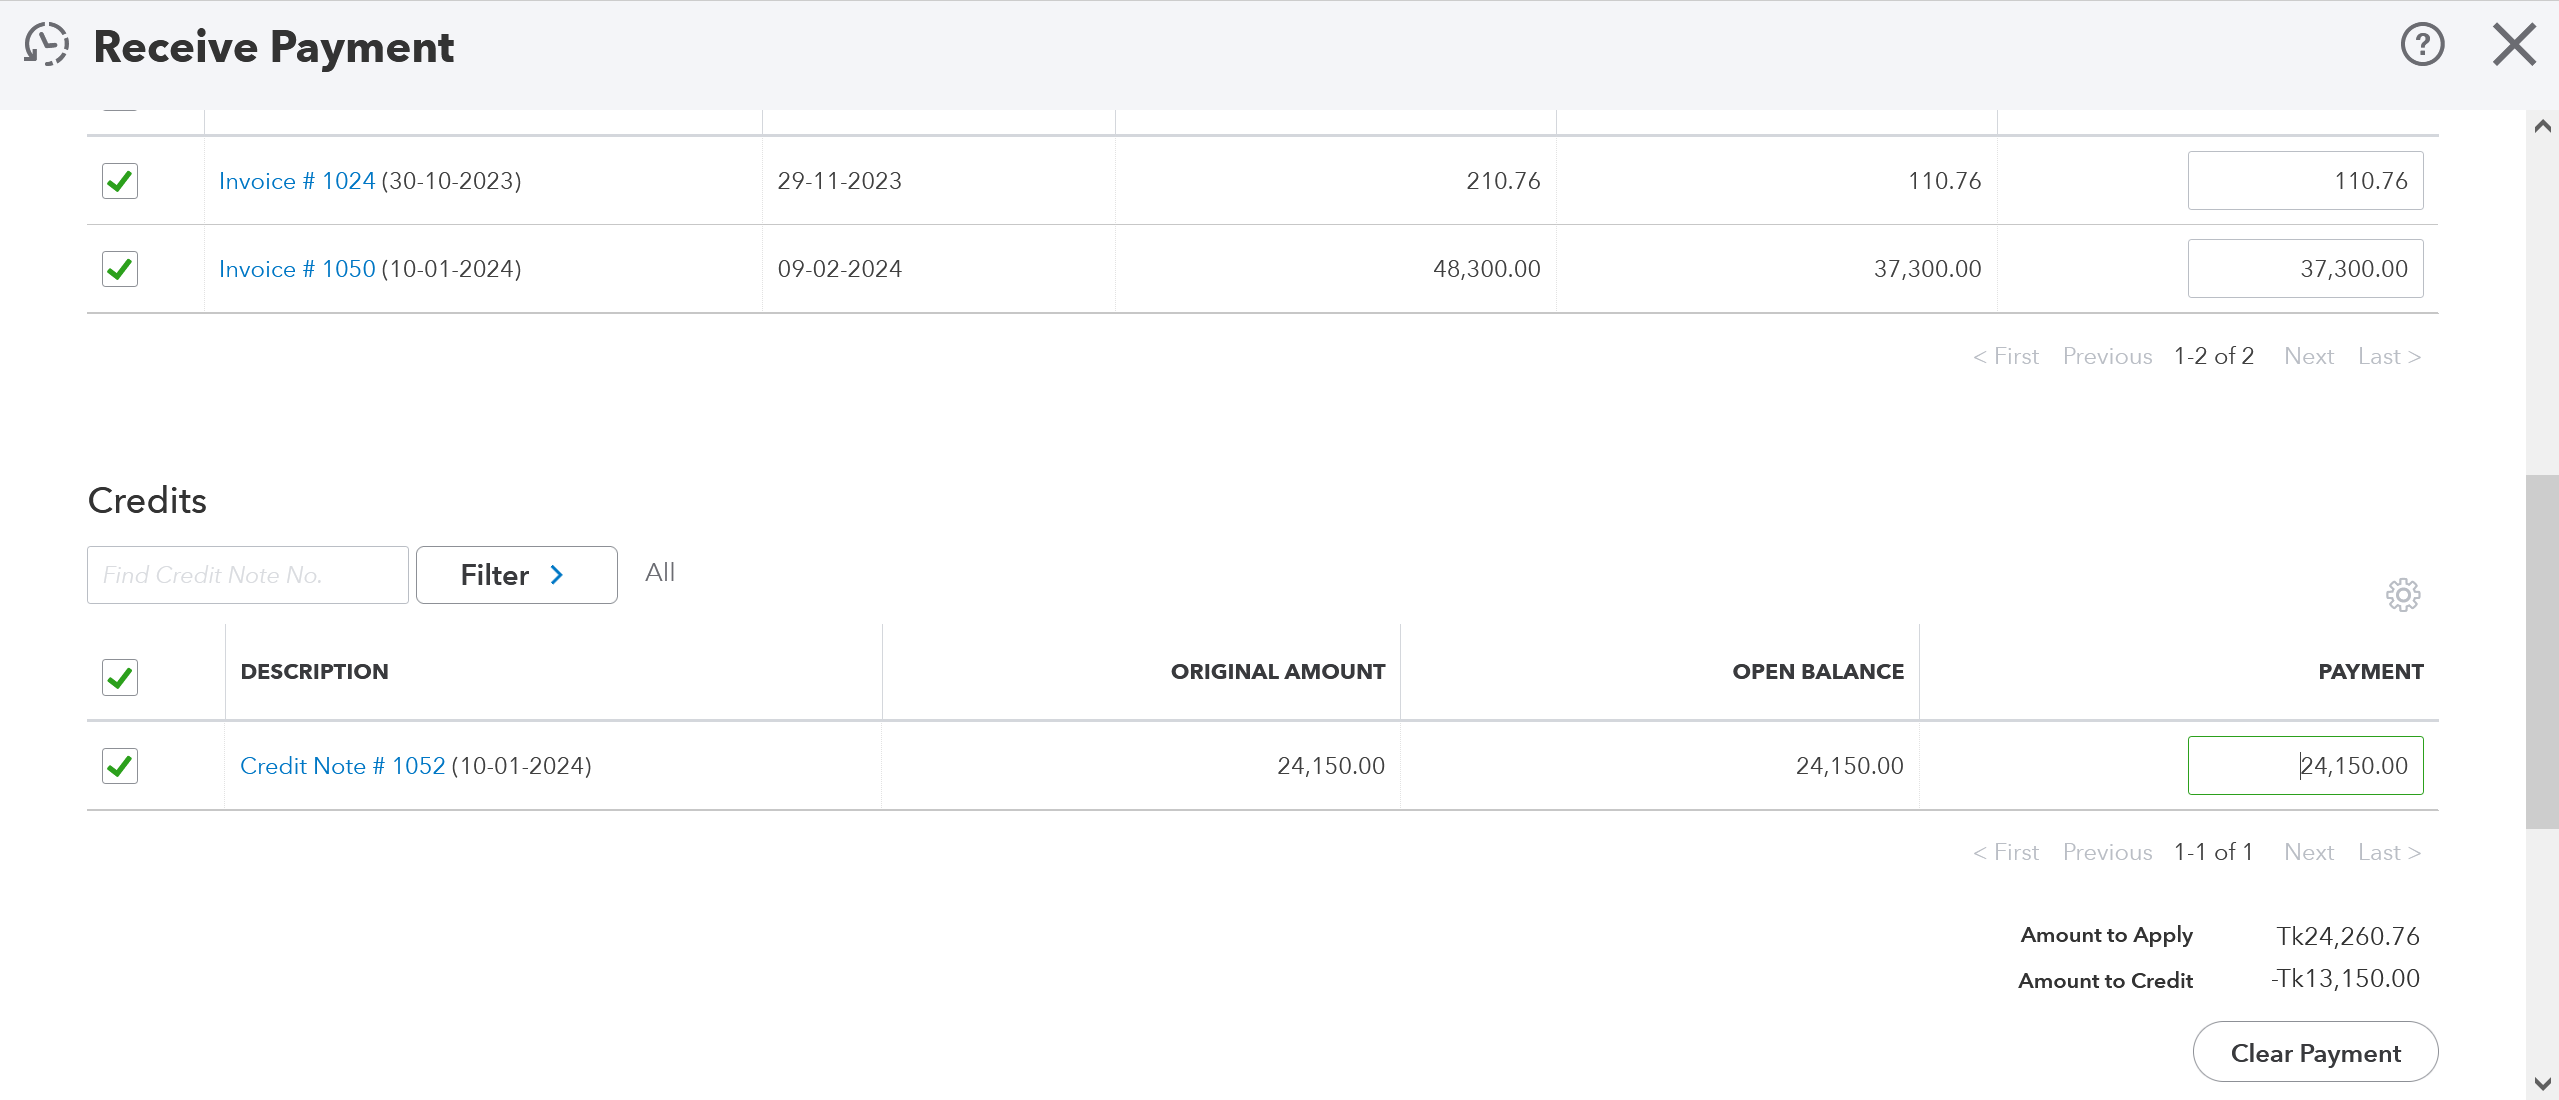 Receive Payment
Invoice # 1024 (30-10-2023) 29-11-2023 210.76 110.76 110.76
Invoice # 1050 (10-01-2024) 09-02-2024 48,300.00 37,300.00 37,300.00
< First Previous 1-2 of 2 Next Last >
Credits
Find Credit Note No. Filter > All
DESCRIPTION ORIGINAL AMOUNT OPEN BALANCE PAYMENT
Credit Note # 1052 (10-01-2024) 24,150.00 24,150.00 24,150.00
< First Previous 1-1 of 1 Next Last >
Amount to Apply Tk24,260.76
Amount to Credit -Tk13,150.00
Clear Payment